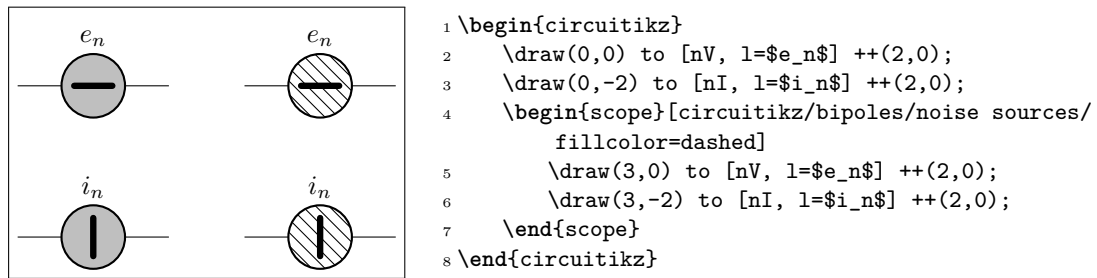 e_n e_n
i_n i_n
1 \begin{circuitikz}
2     \draw(0,0) to [nV, l=$e_n$] ++(2,0);
3     \draw(0,-2) to [nI, l=$i_n$] ++(2,0);
4     \begin{scope}[circuitikz/bipoles/noise sources/
fillcolor=dashed]
5         \draw(3,0) to [nV, l=$e_n$] ++(2,0);
6         \draw(3,-2) to [nI, l=$i_n$] ++(2,0);
7     \end{scope}
8 \end{circuitikz}